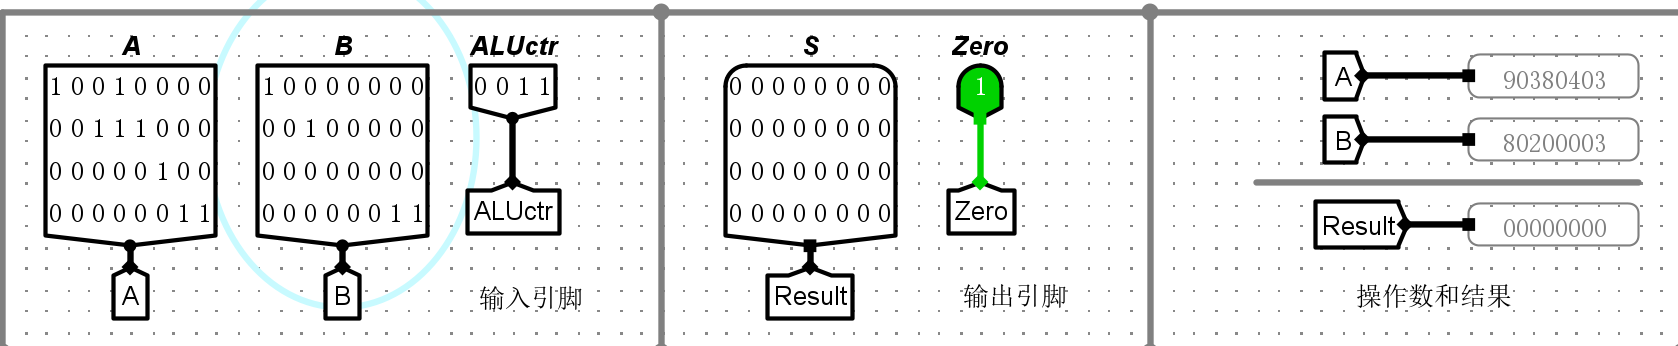 A
B
ALUctr
1 0 0 1 0 0 0 0
0 0 1 1 1 0 0 0
0 0 0 0 0 1 0 0
0 0 0 0 0 0 1 1
1 0 0 0 0 0 0 0
0 0 1 0 0 0 0 0
0 0 0 0 0 0 0 0
0 0 0 0 0 0 1 1
0 0 1 1
A
B
ALUctr
输入引脚
S
Zero
0 0 0 0 0 0 0 0
0 0 0 0 0 0 0 0
0 0 0 0 0 0 0 0
0 0 0 0 0 0 0 0
1
Result
Zero
输出引脚
A 90380403
B 80200003
Result 00000000
操作数和结果